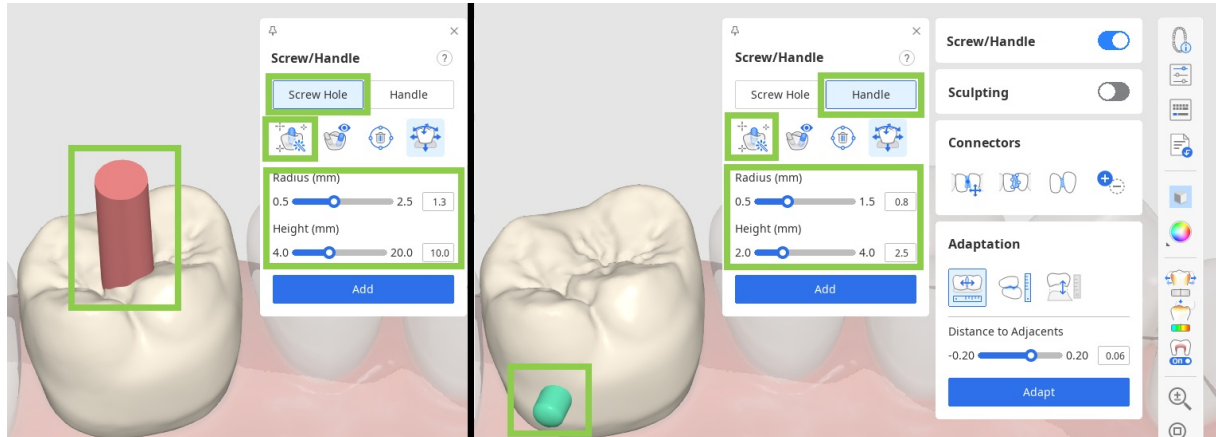 Screw/Handle
?
Screw Hole Handle
Radius (mm)
0.5 2.5 1.3
Height (mm)
4.0 20.0 10.0
Add
Screw/Handle
?
Screw Hole Handle
Radius (mm)
0.5 1.5 0.8
Height (mm)
2.0 4.0 2.5
Add
Screw/Handle
Sculpting
Connectors
Adaptation
Distance to Adjacents
-0.20 0.20 0.06
Adapt
ON